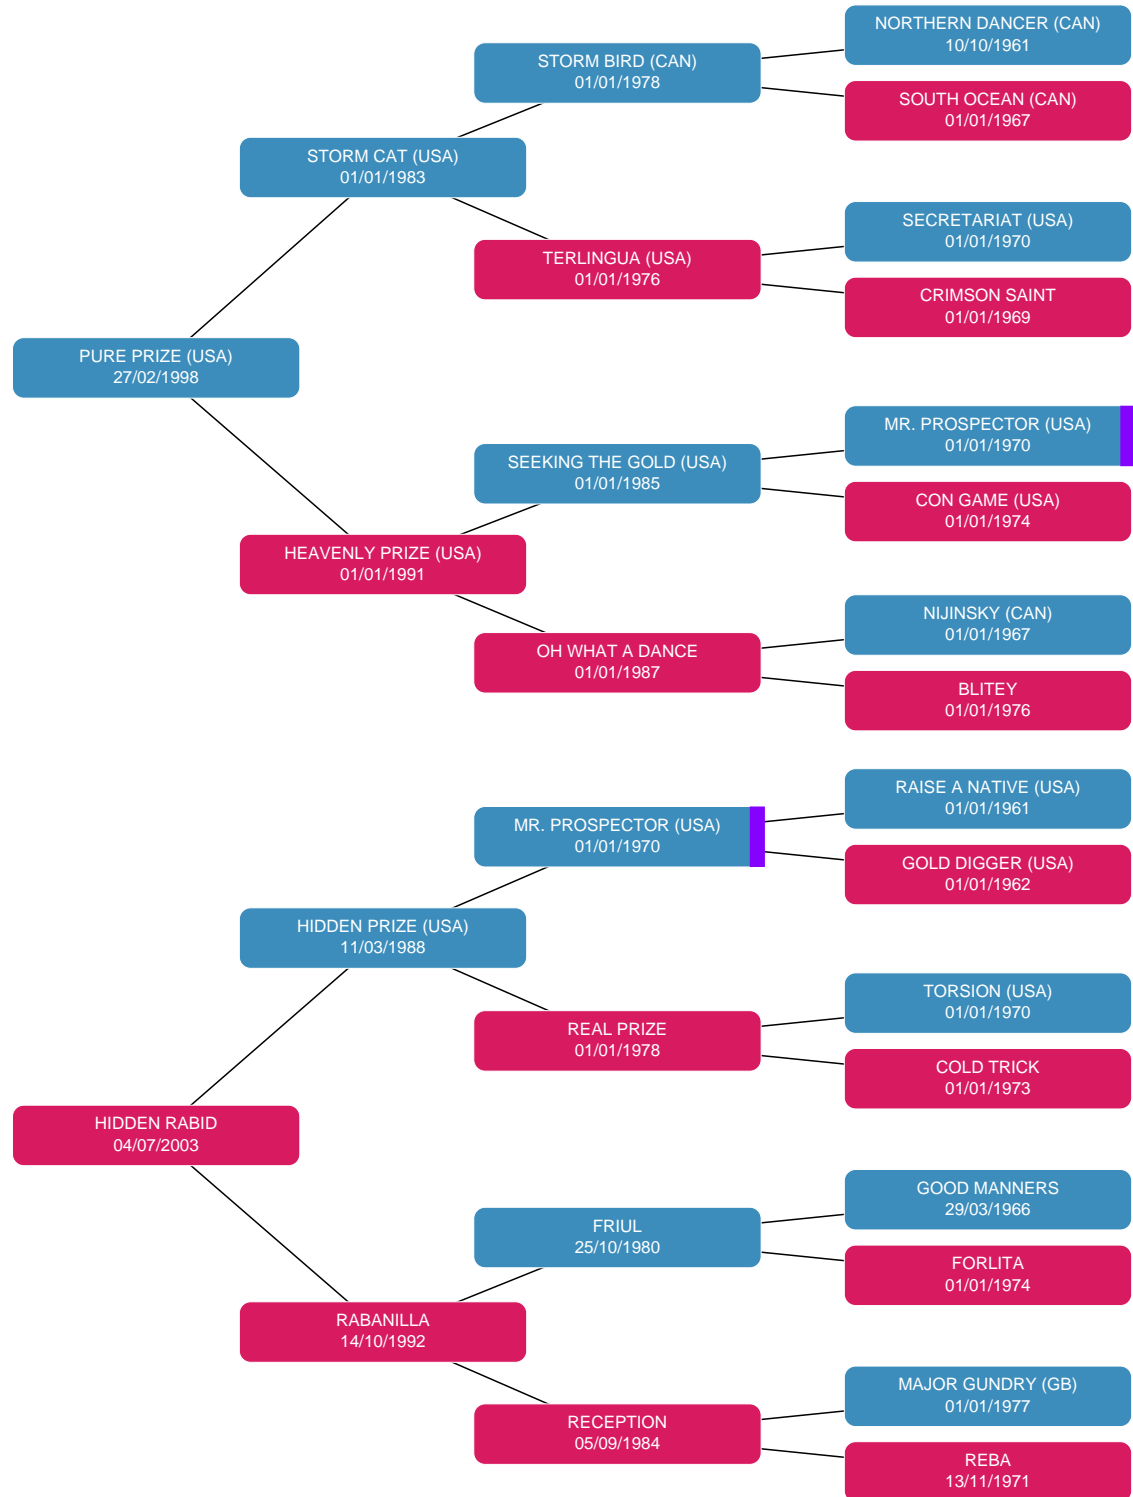 NORTHERN DANCER (CAN)
10/10/1961
STORM BIRD (CAN)
01/01/1978
SOUTH OCEAN (CAN)
01/01/1967
STORM CAT (USA)
01/01/1983
SECRETARIAT (USA)
01/01/1970
TERLINGUA (USA)
01/01/1976
CRIMSON SAINT
01/01/1969
PURE PRIZE (USA)
27/02/1998
MR. PROSPECTOR (USA)
01/01/1970
SEEKING THE GOLD (USA)
01/01/1985
CON GAME (USA)
01/01/1974
HEAVENLY PRIZE (USA)
01/01/1991
NIJINSKY (CAN)
01/01/1967
OH WHAT A DANCE
01/01/1987
BLITEY
01/01/1976
RAISE A NATIVE (USA)
01/01/1961
MR. PROSPECTOR (USA)
01/01/1970
GOLD DIGGER (USA)
01/01/1962
HIDDEN PRIZE (USA)
11/03/1988
TORSION (USA)
01/01/1970
REAL PRIZE
01/01/1978
COLD TRICK
01/01/1973
HIDDEN RABID
04/07/2003
GOOD MANNERS
29/03/1966
FRIUL
25/10/1980
FORLITA
01/01/1974
RABANILLA
14/10/1992
MAJOR GUNDRY (GB)
01/01/1977
RECEPTION
05/09/1984
REBA
13/11/1971